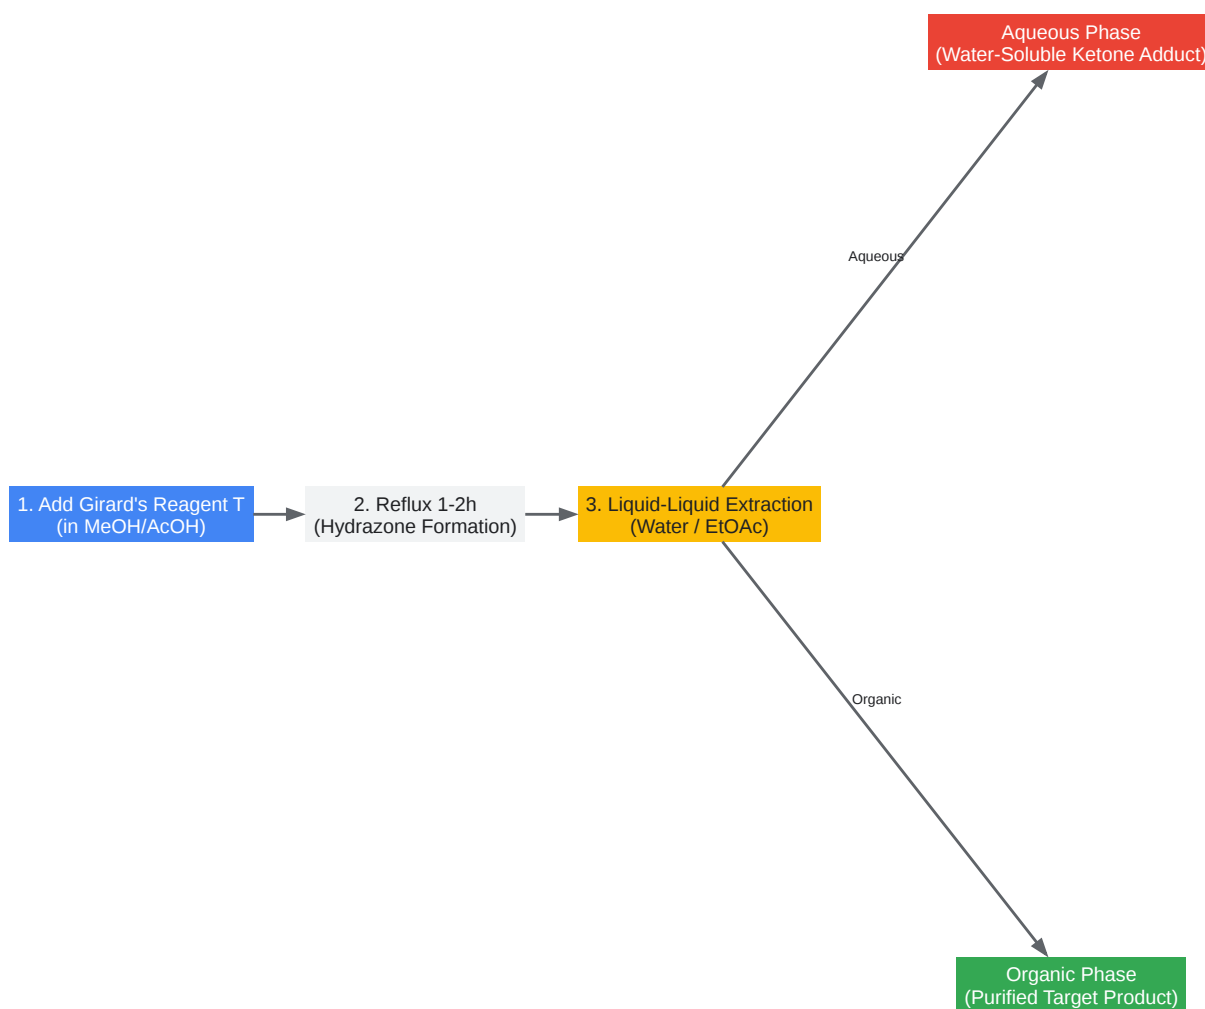 Aqueous Phase
(Water-Soluble Ketone Adduct)
Aqueous
1. Add Girard's Reagent T
(in MeOH/AcOH)
2. Reflux 1-2h
(Hydrazone Formation)
3. Liquid-Liquid Extraction
(Water / EtOAc)
Organic
Organic Phase
(Purified Target Product)